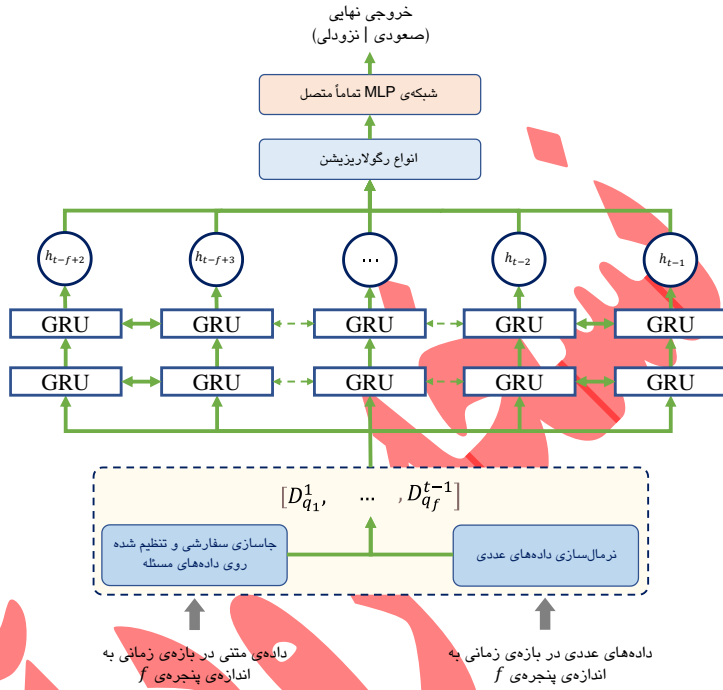 خروجی نهایی
(صعودی | نزودلی)
شبکه‌ی MLP تماماً متصل
انواع رگولاریزیشن
h_{t-f+2} h_{t-f+3} ... h_{t-2} h_{t-1}
GRU GRU GRU GRU GRU
GRU GRU GRU GRU GRU
[D_{q_1}^{1}, ... , D_{q_f}^{t-1}]
جاسازی سفارشی و تنظیم شده
روی داده‌های مسئله
نرمال‌سازی داده‌های عددی
داده‌ی متنی در بازه‌ی زمانی به
اندازه‌ی پنجره‌ی f
داده‌های عددی در بازه‌ی زمانی به
اندازه‌ی پنجره‌ی f